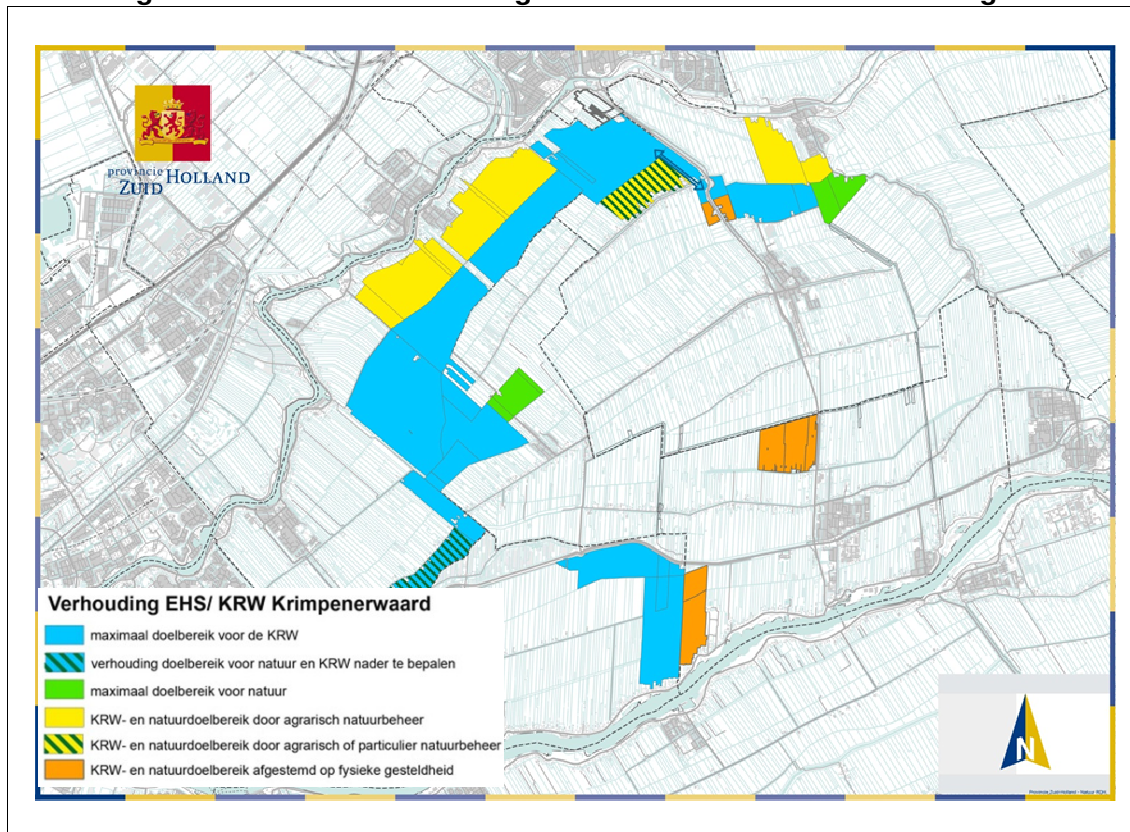 provincie
ZUID HOLLAND
Verhouding EHS/ KRW Krimpenerwaard
maximaal doelbereik voor de KRW
verhouding doelbereik voor natuur en KRW nader te bepalen
maximaal doelbereik voor natuur
KRW- en natuurdoelbereik door agrarisch natuurbeheer
KRW- en natuurdoelbereik door agrarisch of particulier natuurbeheer
KRW- en natuurdoelbereik afgestemd op fysieke gesteldheid
N